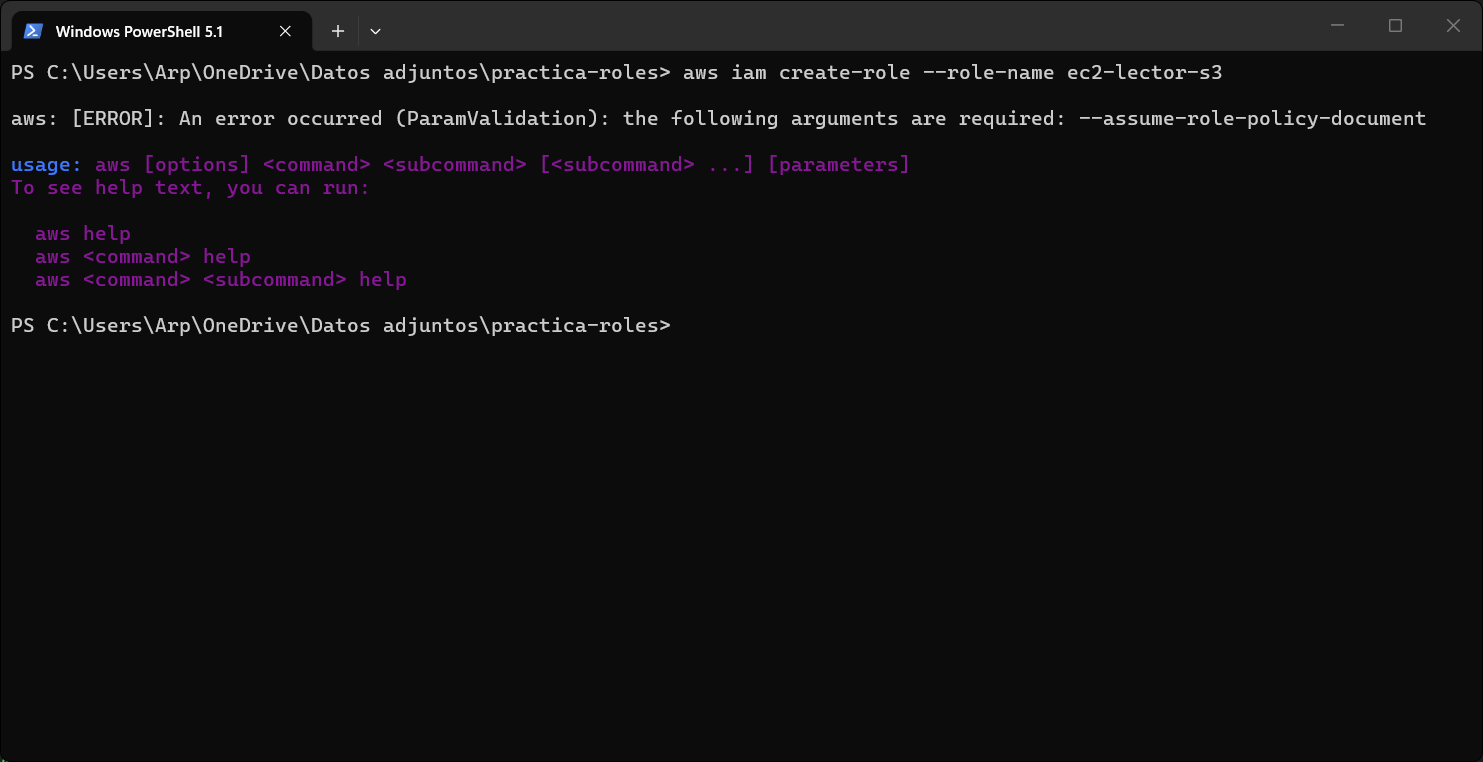 Windows PowerShell 5.1
PS C:\Users\Arp\OneDrive\Datos adjuntos\practica-roles> aws iam create-role --role-name ec2-lector-s3
aws: [ERROR]: An error occurred (ParamValidation): the following arguments are required: --assume-role-policy-document
usage: aws [options] <command> <subcommand> [<subcommand> ...] [parameters]
To see help text, you can run:
aws help
aws <command> help
aws <command> <subcommand> help
PS C:\Users\Arp\OneDrive\Datos adjuntos\practica-roles>